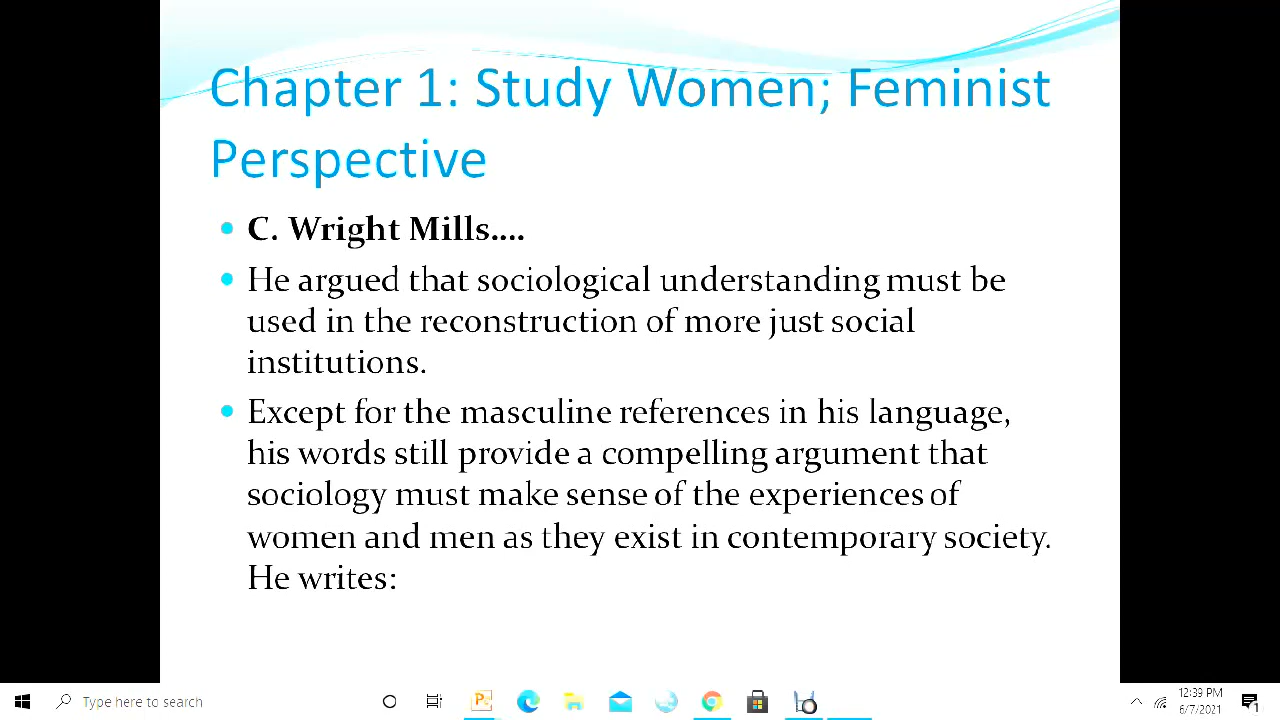 Chapter 1: Study Women; Feminist
Perspective
C. Wright Mills....
He argued that sociological understanding must be
used in the reconstruction of more just social
institutions.
Except for the masculine references in his language,
his words still provide a compelling argument that
sociology must make sense of the experiences of
women and men as they exist in contemporary society.
He writes:
Type here to search
12:39 PM
6/7/2021
1